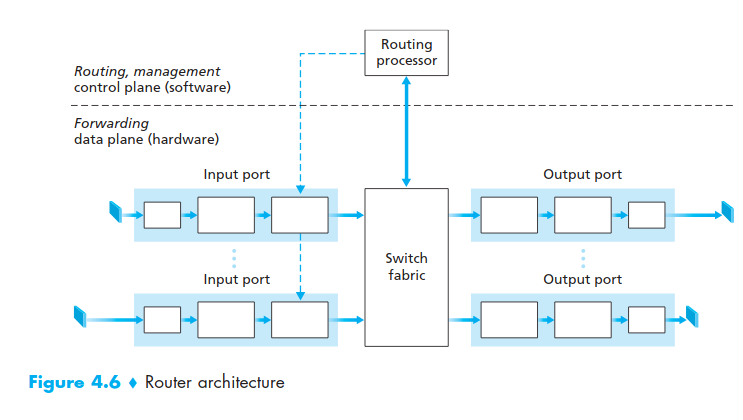 Routing
processor
Routing, management
control plane (software)
Forwarding
data plane (hardware)
Input port
Output port
Switch
fabric
Input port
Output port
Figure 4.6 ♦ Router architecture